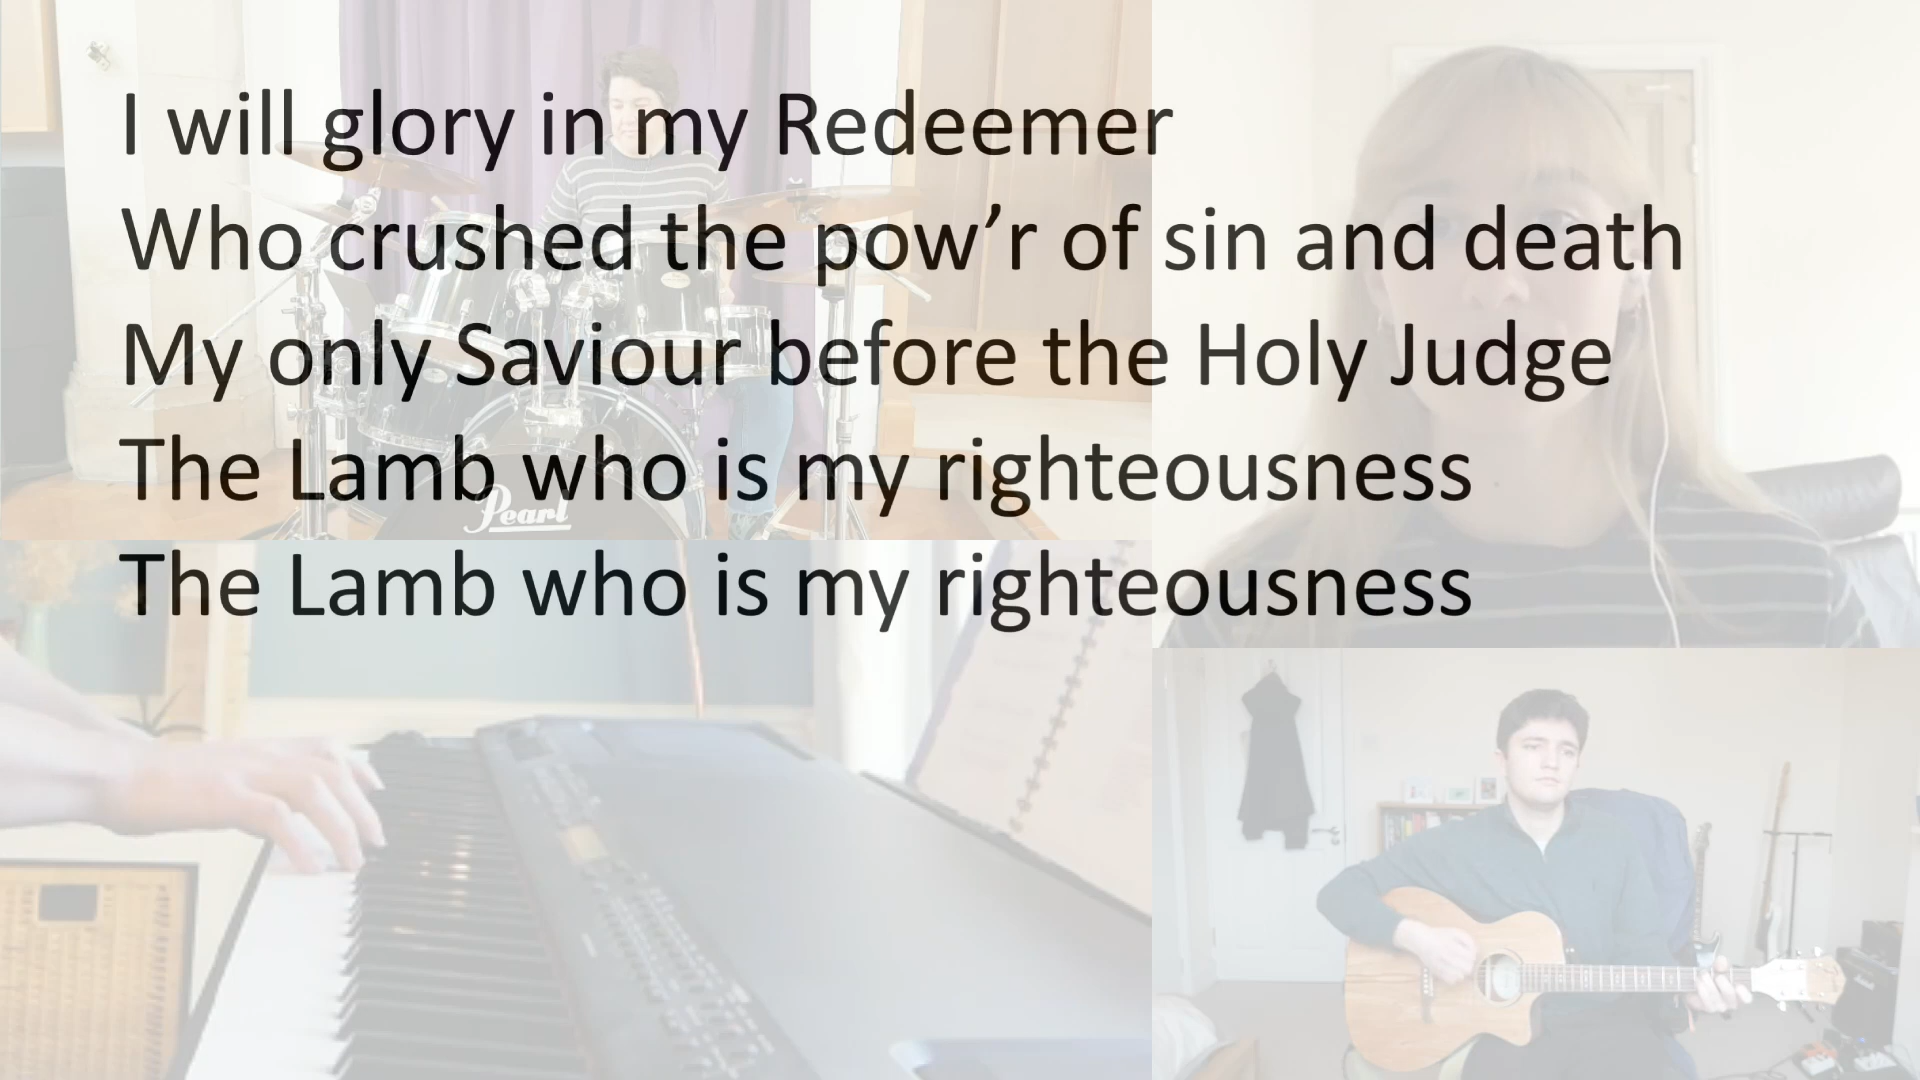 I will glory in my Redeemer
Who crushed the pow’r of sin and death
My only Saviour before the Holy Judge
The Lamb who is my righteousness
Pearl
The Lamb who is my righteousness